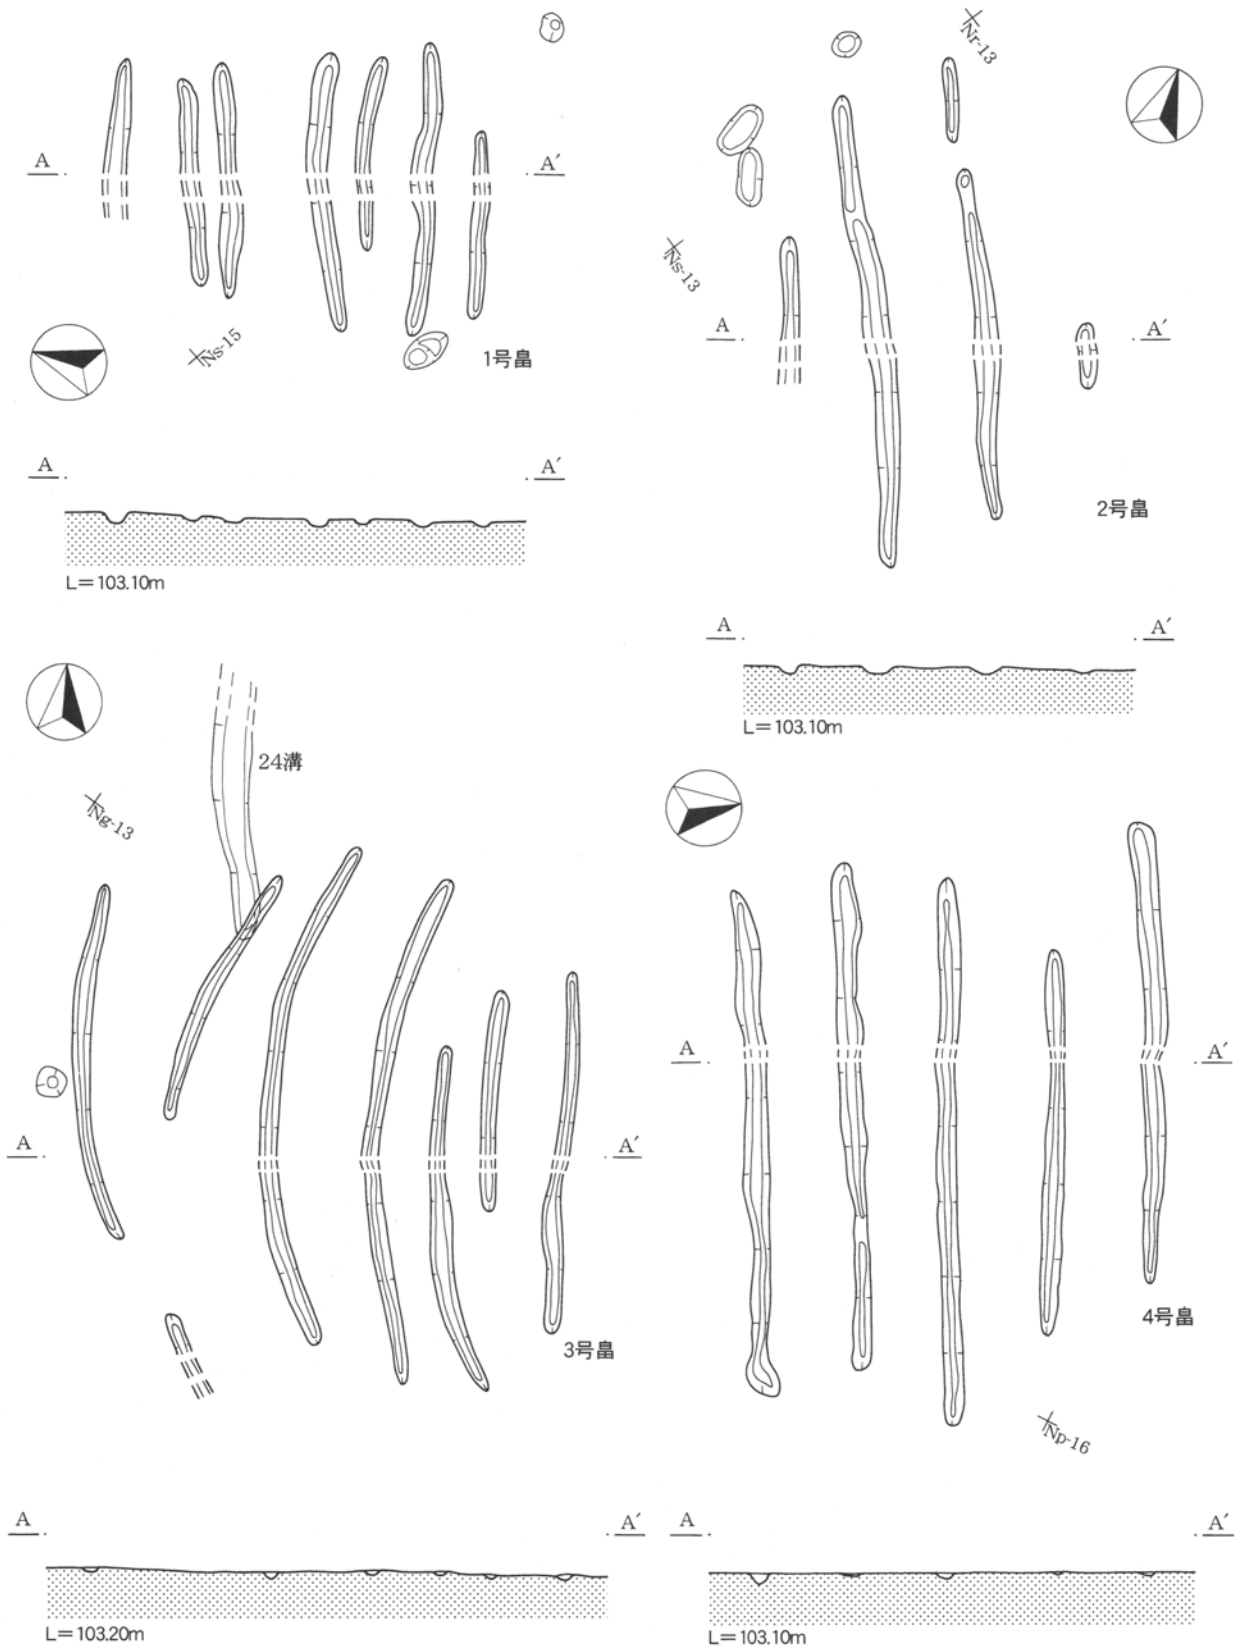 A
A′
Ns-15
1号畠
A
A′
L=103.10m
Nr-13
Ns-13
A
A′
2号畠
A
A′
L=103.10m
24溝
Ng-13
A
A′
3号畠
A
A′
L=103.20m
A
A′
4号畠
Np-16
A
A′
L=103.10m